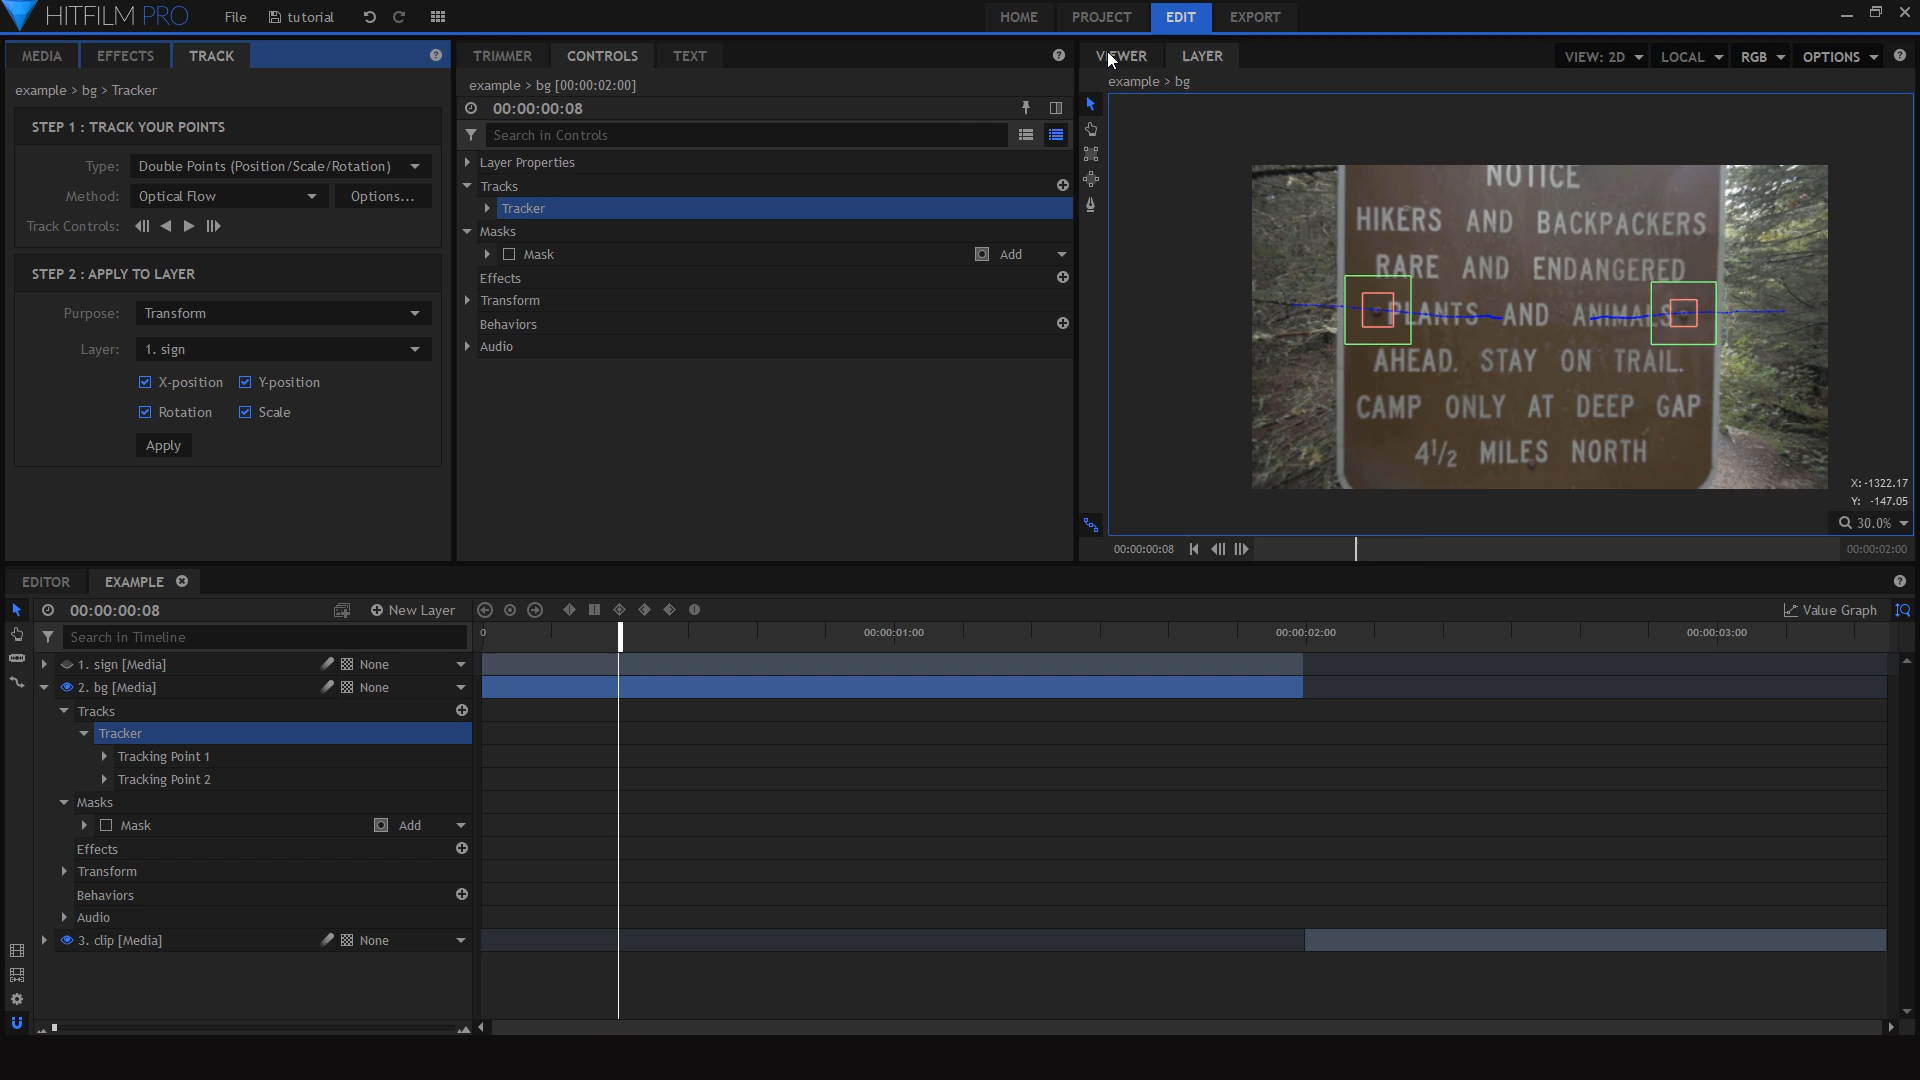 HITFILM PRO
File
tutorial
HOME
PROJECT
EDIT
EXPORT
MEDIA
EFFECTS
TRACK
example > bg > Tracker
STEP 1 : TRACK YOUR POINTS
Type: Double Points (Position/Scale/Rotation)
Method: Optical Flow
Options...
Track Controls:
STEP 2 : APPLY TO LAYER
Purpose: Transform
Layer: 1. sign
X-position
Y-position
Rotation
Scale
Apply
TRIMMER
CONTROLS
TEXT
example > bg [00:00:02:00]
00:00:00:08
Search in Controls
Layer Properties
Tracks
Tracker
Masks
Mask
Add
Effects
Transform
Behaviors
Audio
VIEWER
LAYER
VIEW: 2D
LOCAL
RGB
OPTIONS
example > bg
NOTICE
HIKERS AND BACKPACKERS
RARE AND ENDANGERED
PLANTS AND ANIMALS
AHEAD. STAY ON TRAIL.
CAMP ONLY AT DEEP GAP
4 1/2 MILES NORTH
X: -1322.17
Y: -147.05
30.0%
00:00:00:08
00:00:02:00
EDITOR
EXAMPLE
00:00:00:08
New Layer
Value Graph
Search in Timeline
0
00:00:01:00
00:00:02:00
00:00:03:00
1. sign [Media]
None
2. bg [Media]
None
Tracks
Tracker
Tracking Point 1
Tracking Point 2
Masks
Mask
Add
Effects
Transform
Behaviors
Audio
3. clip [Media]
None